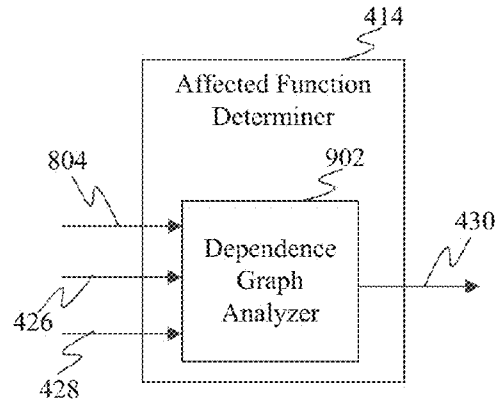 414
Affected Function
Determiner
804
902
Dependence
Graph
Analyzer
430
426
428